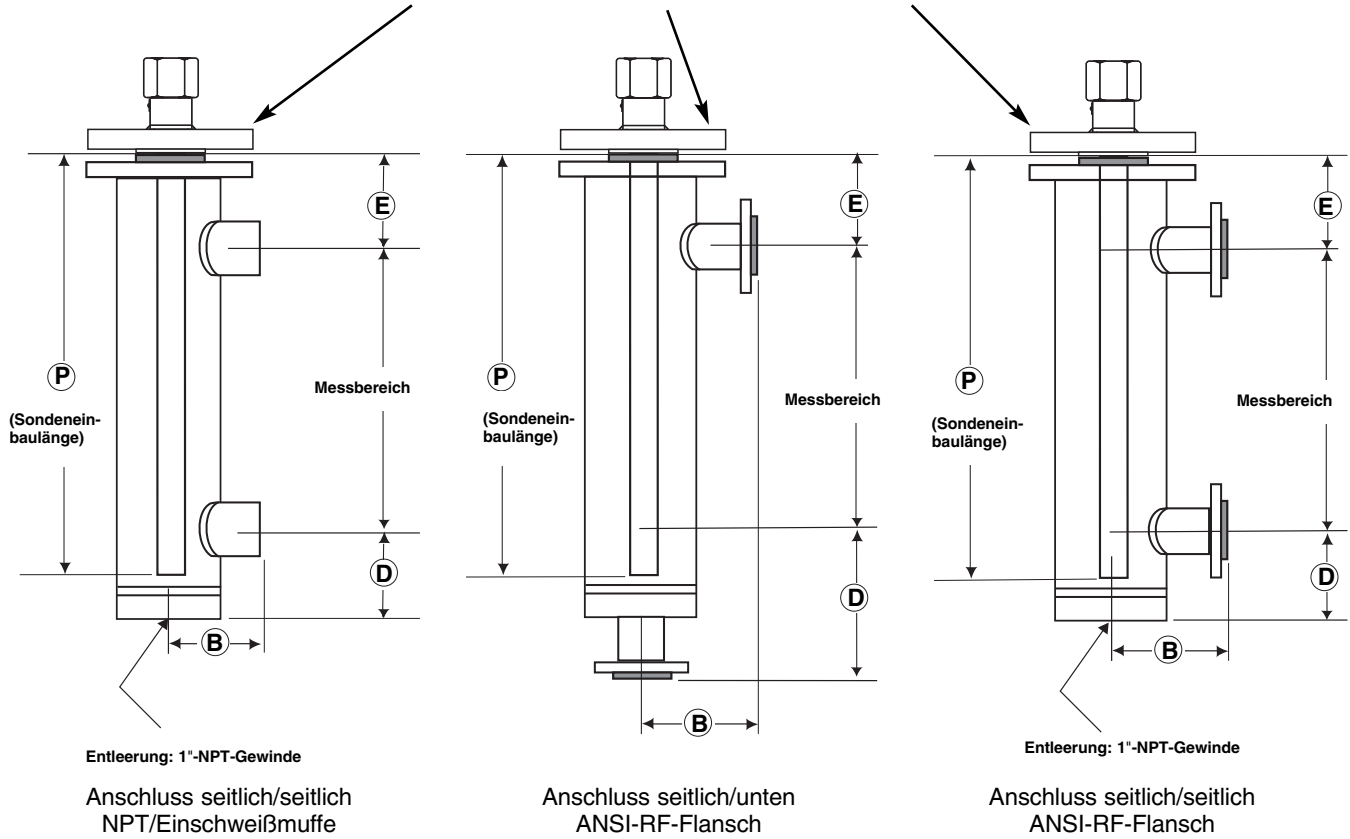 E
P
(Sondenein-
baulänge)
Messbereich
D
B
Entleerung: 1"-NPT-Gewinde
Anschluss seitlich/seitlich
NPT/Einschweißmuffe
E
P
(Sondenein-
baulänge)
Messbereich
D
B
Anschluss seitlich/unten
ANSI-RF-Flansch
E
P
(Sondenein-
baulänge)
Messbereich
D
B
Entleerung: 1"-NPT-Gewinde
Anschluss seitlich/seitlich
ANSI-RF-Flansch